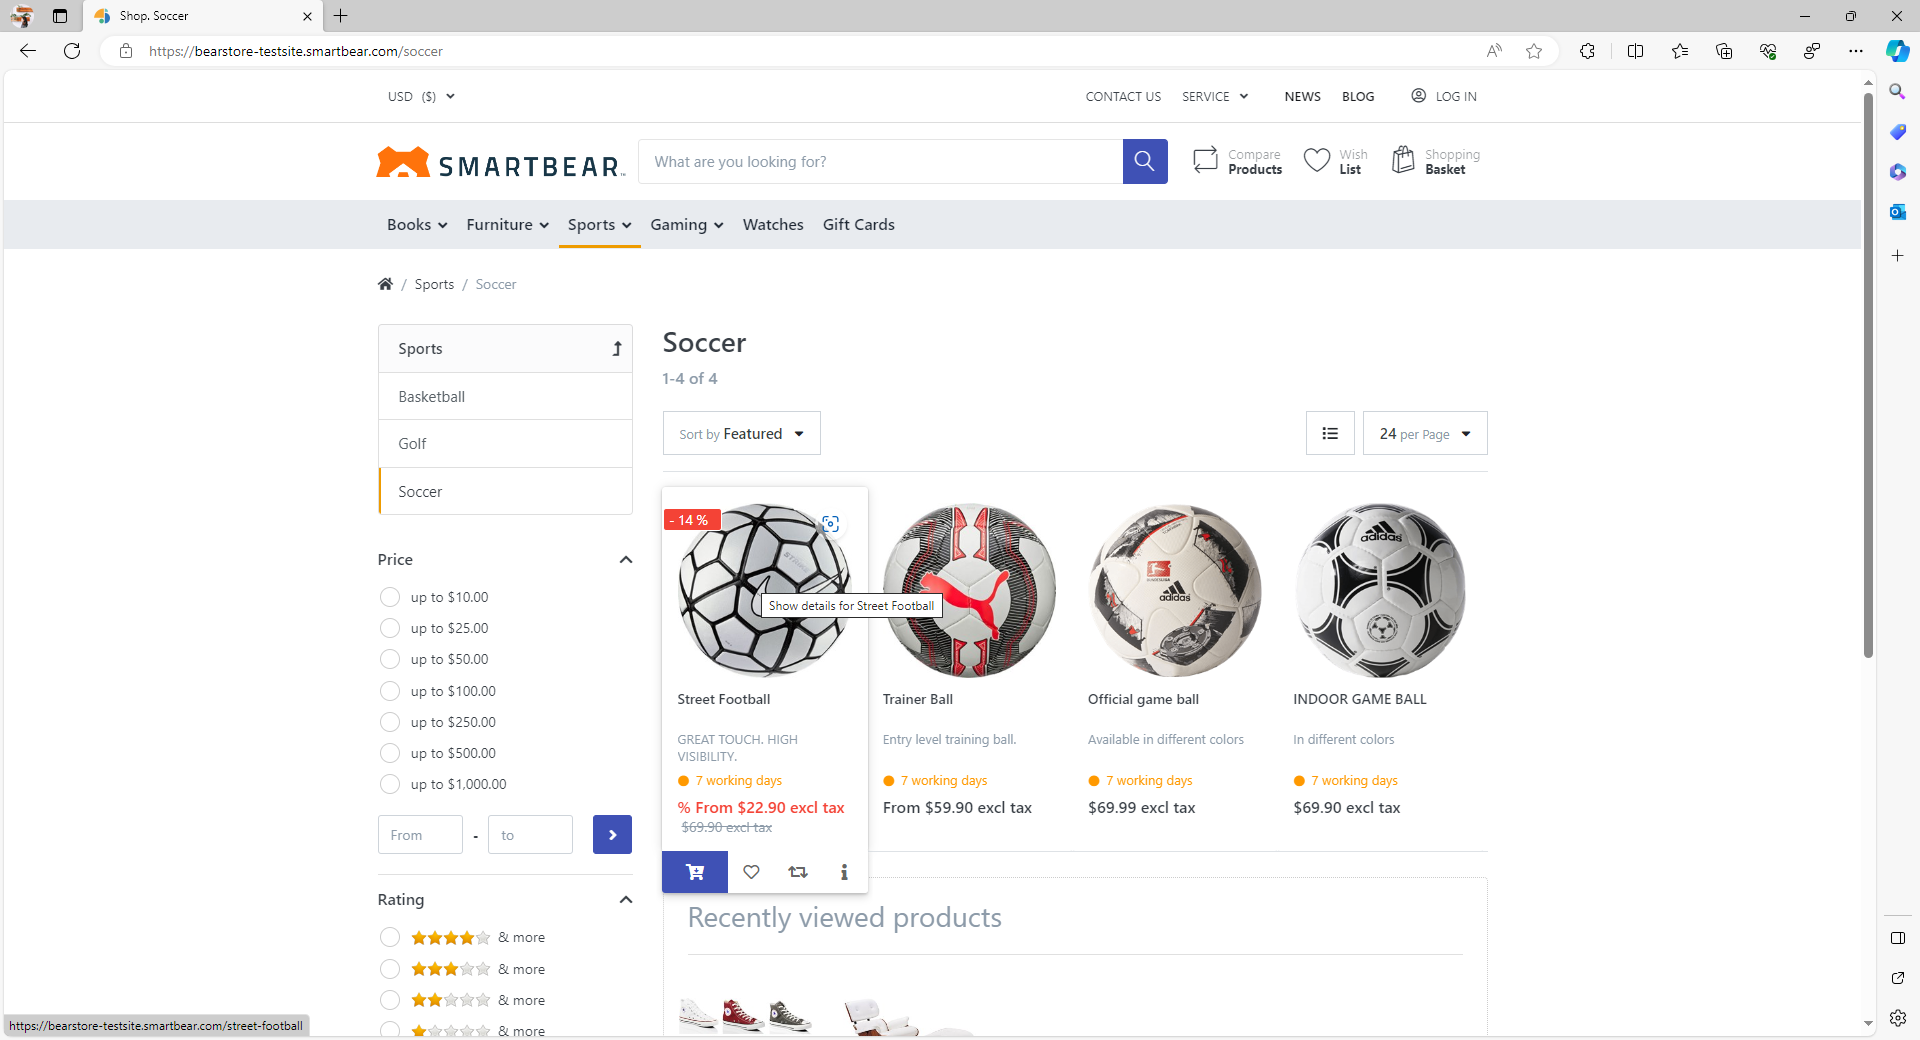 Shop. Soccer
https://bearstore-testsite.smartbear.com/soccer
USD ($)
CONTACT US
SERVICE
NEWS
BLOG
LOG IN
SMARTBEAR
What are you looking for?
Compare
Products
Wish
List
Shopping
Basket
Books
Furniture
Sports
Gaming
Watches
Gift Cards
/ Sports / Soccer
Sports
Basketball
Golf
Soccer
Price
up to $10.00
up to $25.00
up to $50.00
up to $100.00
up to $250.00
up to $500.00
up to $1,000.00
From - to
Rating
& more
& more
& more
& more
Soccer
1-4 of 4
Sort by Featured
24 per Page
- 14 %
Show details for Street Football
Street Football
GREAT TOUCH. HIGH
VISIBILITY.
7 working days
% From $22.90 excl tax
$69.90 excl tax
adidas
Trainer Ball
Entry level training ball.
7 working days
From $59.90 excl tax
adidas
Official game ball
Available in different colors
7 working days
$69.99 excl tax
INDOOR GAME BALL
In different colors
7 working days
$69.90 excl tax
Recently viewed products
https://bearstore-testsite.smartbear.com/street-football